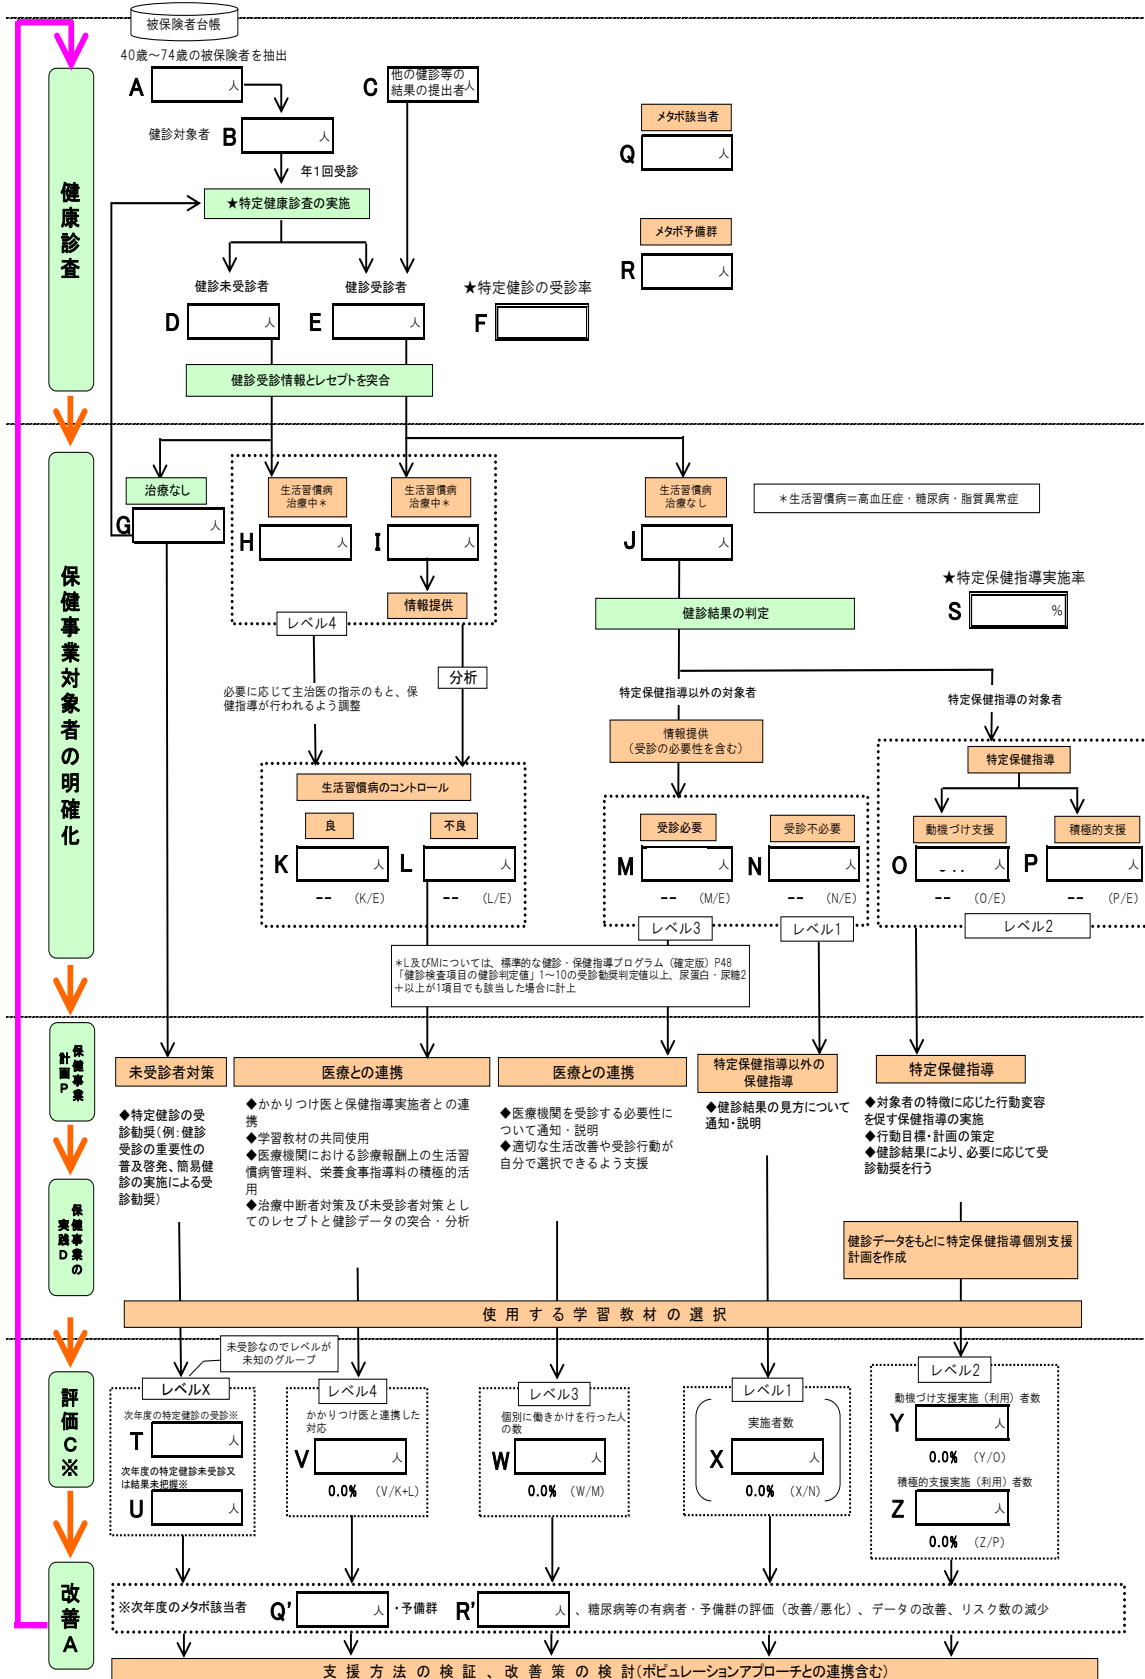 被保険者台帳
40歳～74歳の被保険者を抽出
A
人
C
他の健診等の
結果の提出者人
健診対象者
B
人
年1回受診
★特定健康診査の実施
メタボ該当者
Q
人
メタボ予備群
R
人
健診未受診者
健診受診者
★特定健診の受診率
D
人
E
人
F
健診受診情報とレセプトを突合
健康診査
治療なし
G
人
生活習慣病
治療中＊
H
人
生活習慣病
治療中＊
I
人
情報提供
レベル4
生活習慣病
治療なし
J
人
＊生活習慣病＝高血圧症・糖尿病・脂質異常症
★特定保健指導実施率
S
%
健診結果の判定
分析
必要に応じて主治医の指示のもと、保
健指導が行われるよう調整
特定保健指導以外の対象者
特定保健指導の対象者
情報提供
（受診の必要性を含む）
特定保健指導
生活習慣病のコントロール
良
不良
受診必要
受診不必要
動機づけ支援
積極的支援
K
人
L
人
M
人
N
人
O
人
P
人
-- (K/E)
-- (L/E)
-- (M/E)
-- (N/E)
-- (O/E)
-- (P/E)
レベル3
レベル1
レベル2
＊L及びMについては、標準的な健診・保健指導プログラム（確定版）P48
「健診検査項目の健診判定値」1～10の受診勧奨判定値以上、尿蛋白・尿糖2
＋以上が1項目でも該当した場合に計上
保健事業対象者の明確化
保健事業
計画P
保健事業の
実践D
未受診者対策
◆特定健診の受
診勧奨(例：健診
受診の重要性の
普及啓発、簡易健
診の実施による受
診勧奨)
医療との連携
◆かかりつけ医と保健指導実施者との連
携
◆学習教材の共同使用
◆医療機関における診療報酬上の生活習
慣病管理料、栄養食事指導料の積極的活
用
◆治療中断者対策及び未受診者対策とし
てのレセプトと健診データの突合・分析
医療との連携
◆医療機関を受診する必要性に
ついて通知・説明
◆適切な生活改善や受診行動が
自分で選択できるよう支援
特定保健指導以外の
保健指導
◆健診結果の見方について
通知・説明
特定保健指導
◆対象者の特徴に応じた行動変容
を促す保健指導の実施
◆行動目標・計画の策定
◆健診結果により、必要に応じて受
診勧奨を行う
健診データをもとに特定保健指導個別支援
計画を作成
使用する学習教材の選択
未受診なのでレベルが
未知のグループ
評価C※
レベルX
次年度の特定健診の受診※
T
人
次年度の特定健診未受診又
は結果未把握※
U
人
レベル4
かかりつけ医と連携した
対応
V
人
0.0% (V/K+L)
レベル3
個別に働きかけを行った人
の数
W
人
0.0% (W/M)
レベル1
実施者数
X
人
0.0% (X/N)
レベル2
動機づけ支援実施（利用）者数
Y
人
0.0% (Y/O)
積極的支援実施（利用）者数
Z
人
0.0% (Z/P)
改善A
※次年度のメタボ該当者 Q' 人 ・予備群 R' 人 、糖尿病等の有病者・予備群の評価（改善/悪化）、データの改善、リスク数の減少
支援方法の検証、改善策の検討(ポピュレーションアプローチとの連携含む)